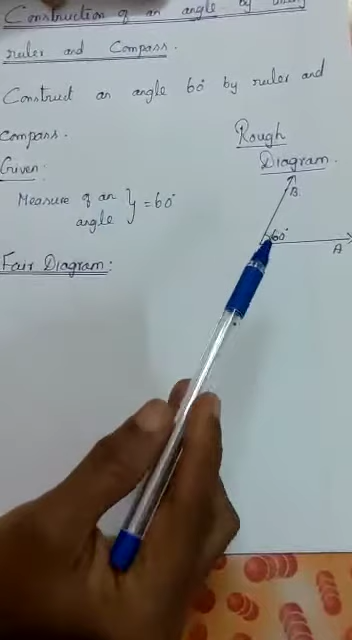 Construction of an angle by using
ruler and Compass.
Construct an angle 60° by ruler and
compass.
Rough
Diagram.
Given:
Measure of an
angle } = 60°
B
60°
A
Fair Diagram: